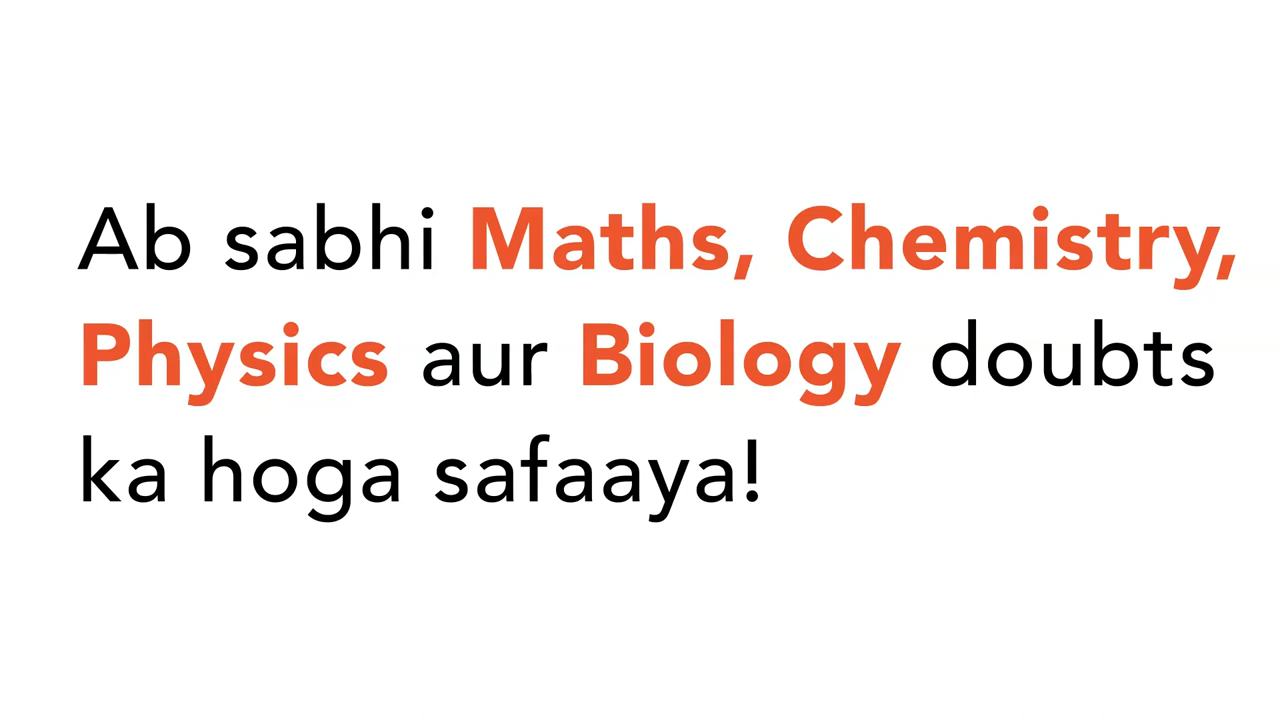 Ab sabhi Maths, Chemistry,
Physics aur Biology doubts
ka hoga safaaya!